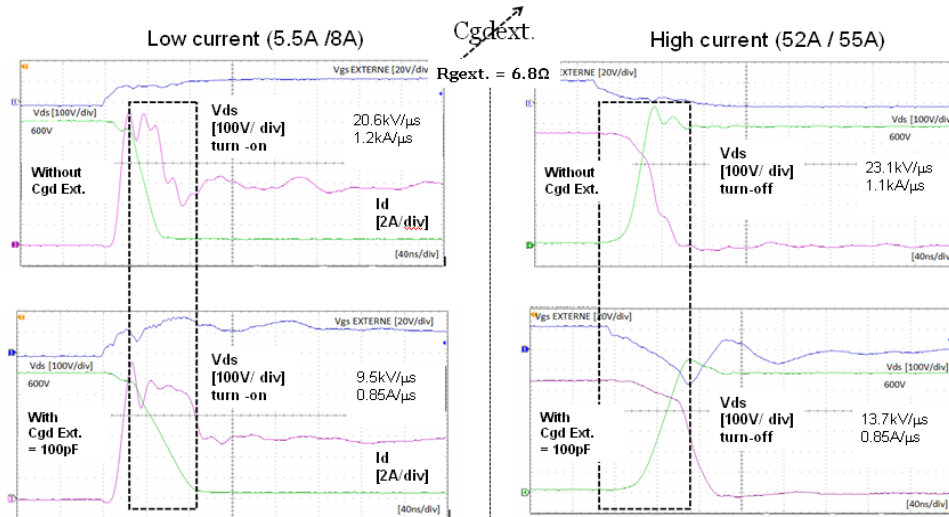 Low current (5.5A /8A)
Cgdext.
High current (52A / 55A)
Rgext. = 6.8Ω
Vgs EXTERNE [20V/div]
Vds [100V/div]
600V
Vds
[100V/ div]
turn -on
20.6kV/µs
1.2kA/µs
Without
Cgd Ext.
Id
[2A/div]
[40ns/div]
EXTERNE [20V/div]
Vds [100V/div]
600V
Vds
[100V/ div]
turn-off
23.1kV/µs
1.1kA/µs
Without
Cgd Ext.
[40ns/div]
Vgs EXTERNE [20V/div]
Vds [100V/div]
600V
Vds
[100V/ div]
turn -on
9.5kV/µs
0.85A/µs
With
Cgd Ext.
= 100pF
Id
[2A/div]
[40ns/div]
Vgs EXTERNE [20V/div]
Vds [100V/div]
600V
Vds
[100V/ div]
turn-off
13.7kV/µs
0.85A/µs
With
Cgd Ext.
= 100pF
[40ns/div]